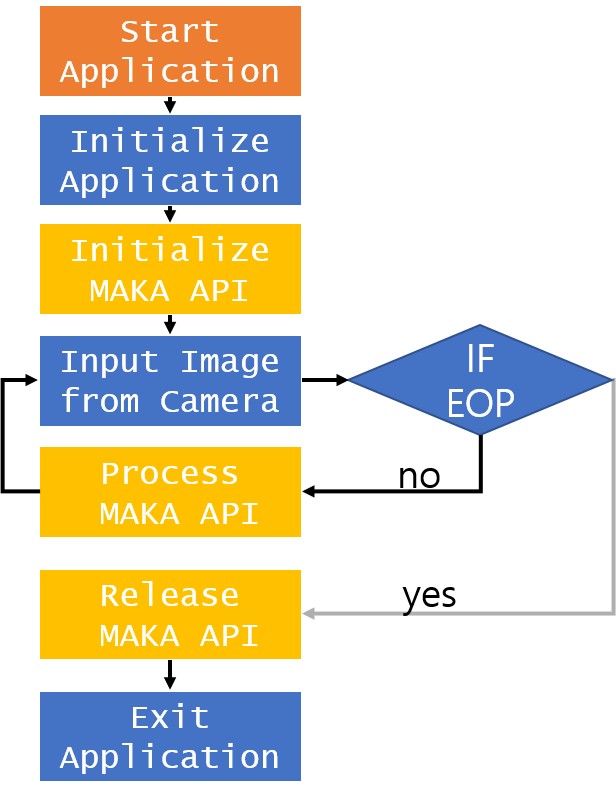 Start
Application
Initialize
Application
Initialize
MAKA API
Input Image
from Camera
IF
EOP
Process
MAKA API
no
Release
MAKA API
yes
Exit
Application